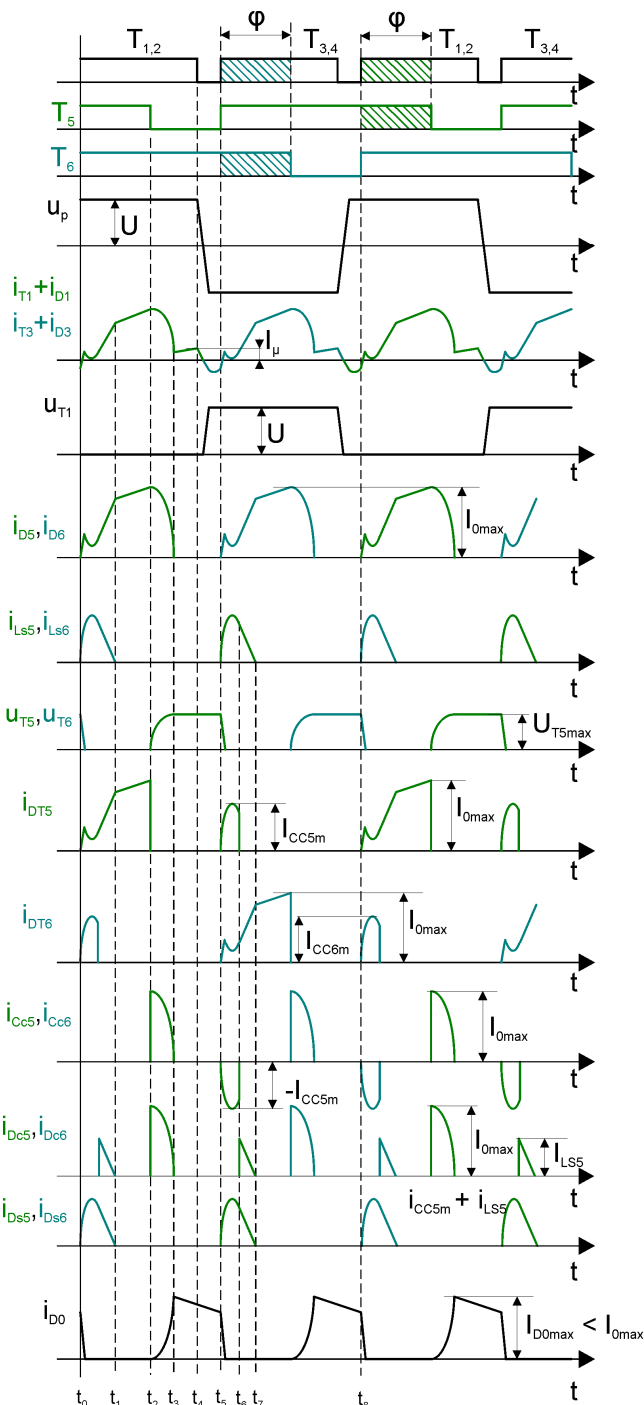 φ φ
T1,2 T3,4 T1,2 T3,4
t
T5
t
T6
t
up
U
t
iT1+iD1
iT3+iD3
Iμ
t
uT1
U
t
iD5,iD6
I0max
t
iLs5,iLs6
t
uT5,uT6
UT5max
t
iDT5
ICC5m
I0max
t
iDT6
ICC6m
I0max
t
iCc5,iCc6
I0max
t
-ICC5m
iDc5,iDc6
I0max
ILS5
t
iDs5,iDs6
iCC5m + iLS5
t
iD0
ID0max < I0max
t0 t1 t2 t3 t4 t5 t6 t7 t8 t